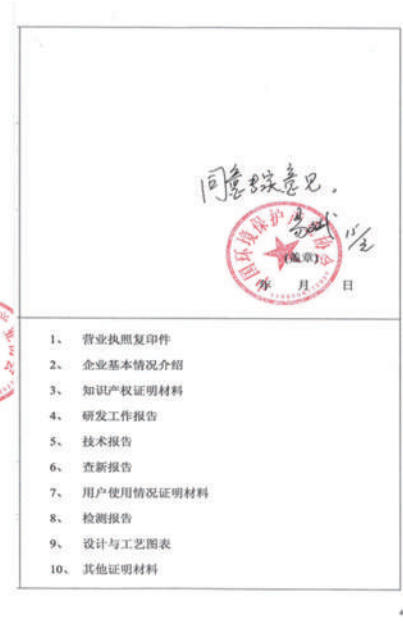 同意专家意见。
(盖章)
年 月 日
1、 营业执照复印件
2、 企业基本情况介绍
3、 知识产权证明材料
4、 研发工作报告
5、 技术报告
6、 查新报告
7、 用户使用情况证明材料
8、 检测报告
9、 设计与工艺图表
10、 其他证明材料
4